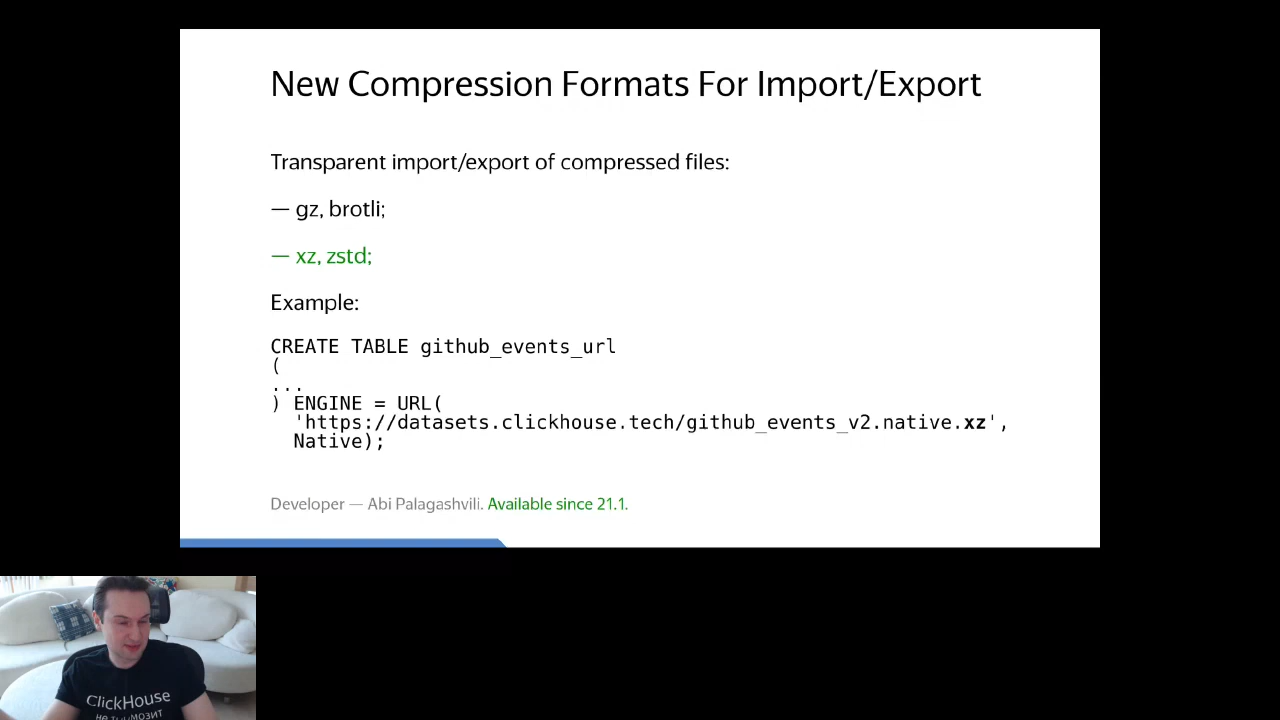 New Compression Formats For Import/Export
Transparent import/export of compressed files:
— gz, brotli;
— xz, zstd;
Example:
CREATE TABLE github_events_url
(
...
) ENGINE = URL(
'https://datasets.clickhouse.tech/github_events_v2.native.xz',
Native);
Developer — Abi Palagashvili. Available since 21.1.
ClickHouse
не тормозит